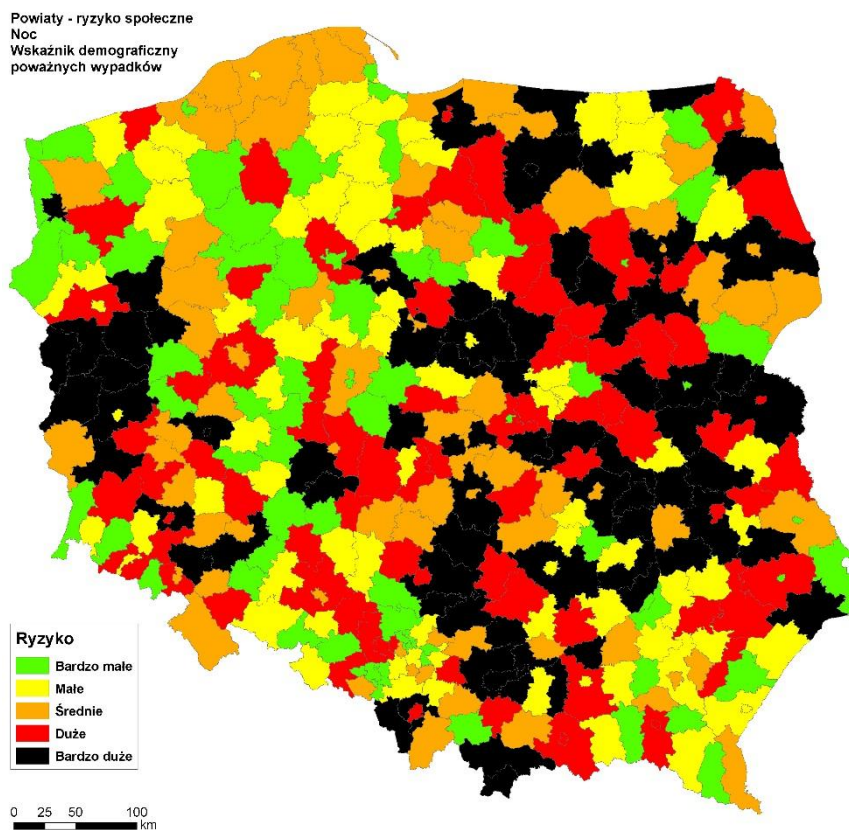 Powiaty - ryzyko społeczne
Noc
Wskaźnik demograficzny
poważnych wypadków
Ryzyko
Bardzo małe
Małe
Średnie
Duże
Bardzo duże
0 25 50 100
km